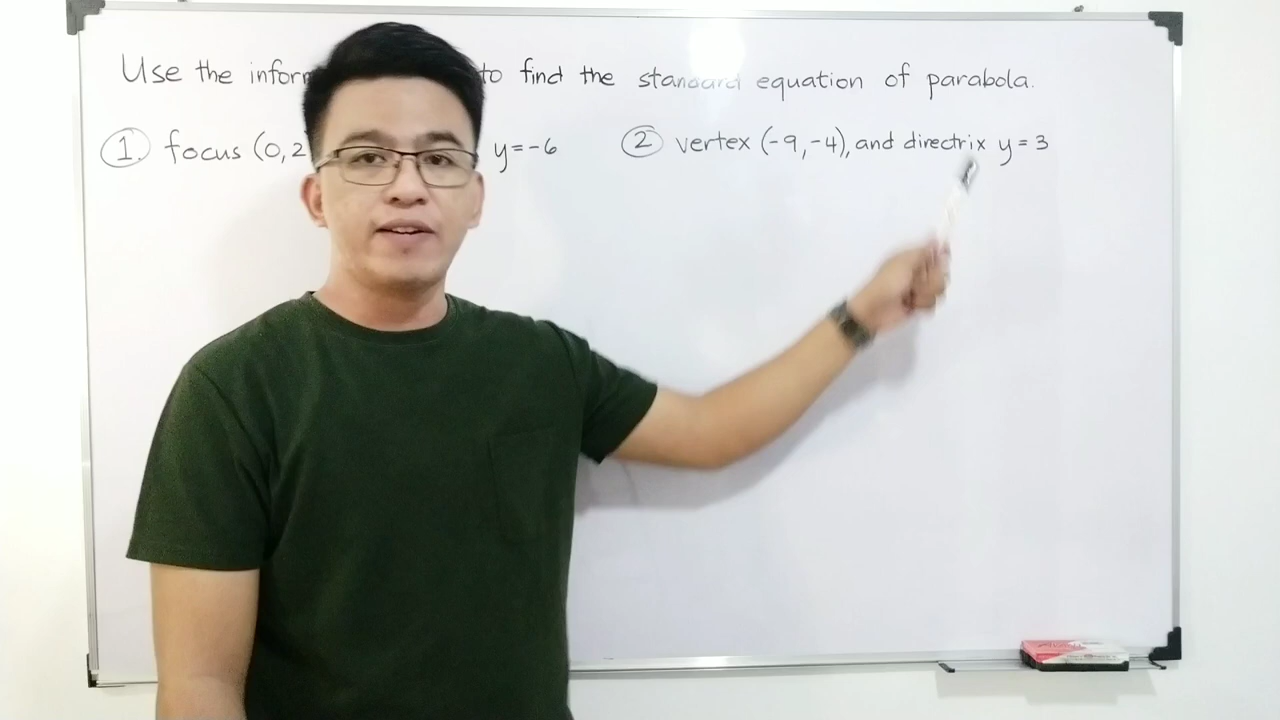 Use the infor to find the standard equation of parabola.
1. focus (0,2 y=-6
2 vertex (-9,-4), and directrix y=3